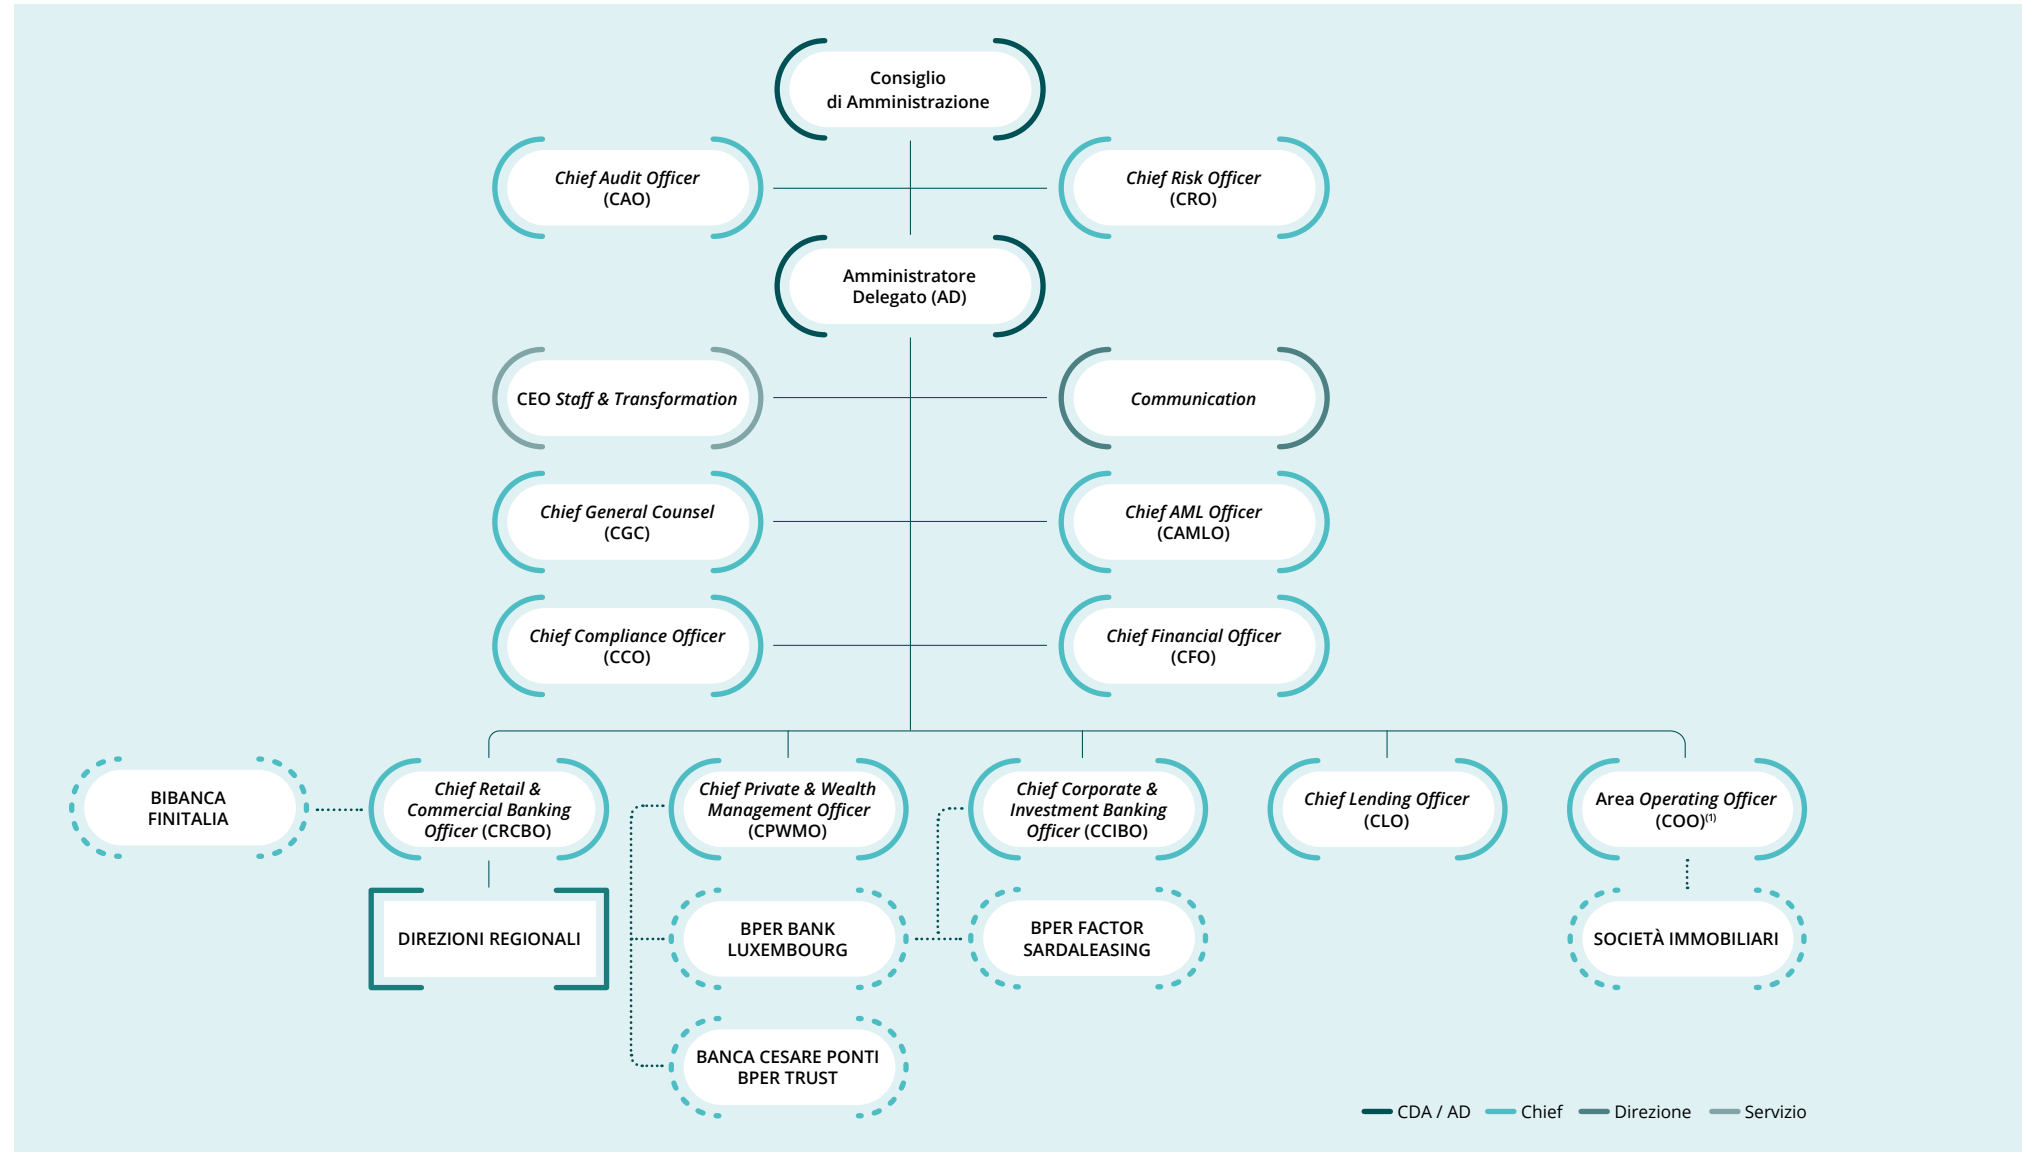 Consiglio
di Amministrazione
Chief Audit Officer
(CAO)
Chief Risk Officer
(CRO)
Amministratore
Delegato (AD)
CEO Staff & Transformation
Communication
Chief General Counsel
(CGC)
Chief AML Officer
(CAMLO)
Chief Compliance Officer
(CCO)
Chief Financial Officer
(CFO)
BIBANCA
FINITALIA
Chief Retail &
Commercial Banking
Officer (CRCBO)
Chief Private & Wealth
Management Officer
(CPWMO)
Chief Corporate &
Investment Banking
Officer (CCIBO)
Chief Lending Officer
(CLO)
Area Operating Officer
(COO)(1)
DIREZIONI REGIONALI
BPER BANK
LUXEMBOURG
BPER FACTOR
SARDALEASING
SOCIETÀ IMMOBILIARI
BANCA CESARE PONTI
BPER TRUST
CDA / AD Chief Direzione Servizio